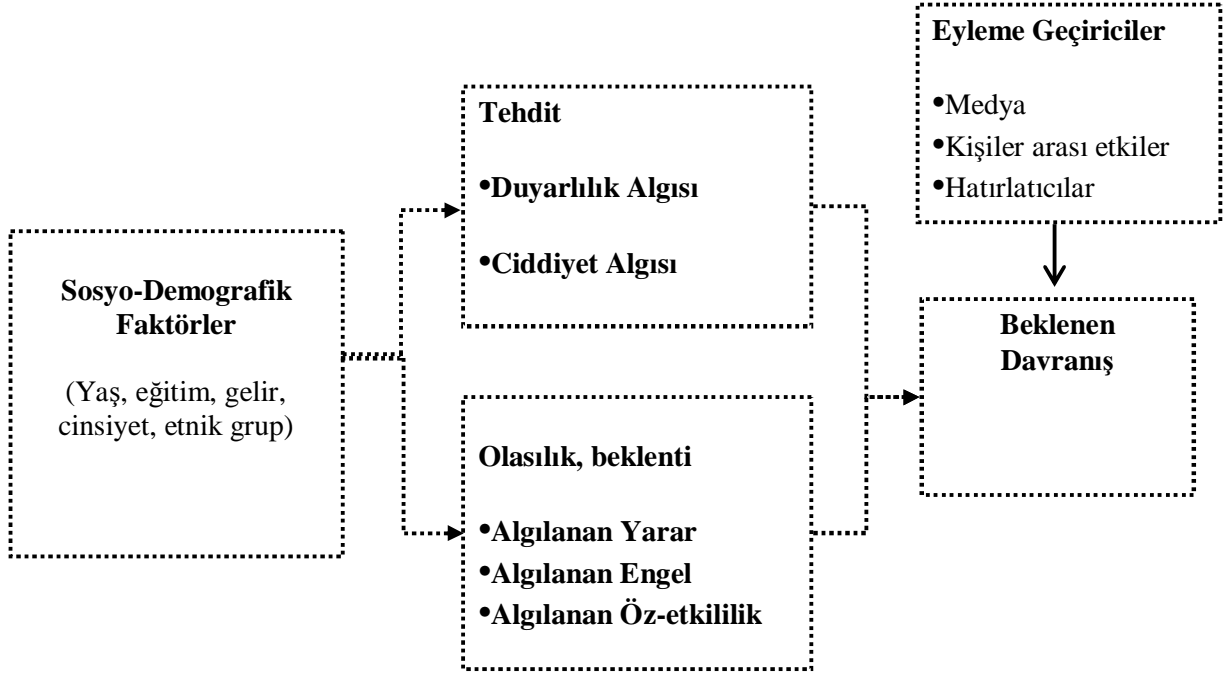 Sosyo-Demografik
Faktörler
(Yaş, eğitim, gelir,
cinsiyet, etnik grup)
Tehdit
•Duyarlılık Algısı
•Ciddiyet Algısı
Olasılık, beklenti
•Algılanan Yarar
•Algılanan Engel
•Algılanan Öz-etkililik
Eyleme Geçiriciler
•Medya
•Kişiler arası etkiler
•Hatırlatıcılar
Beklenen
Davranış